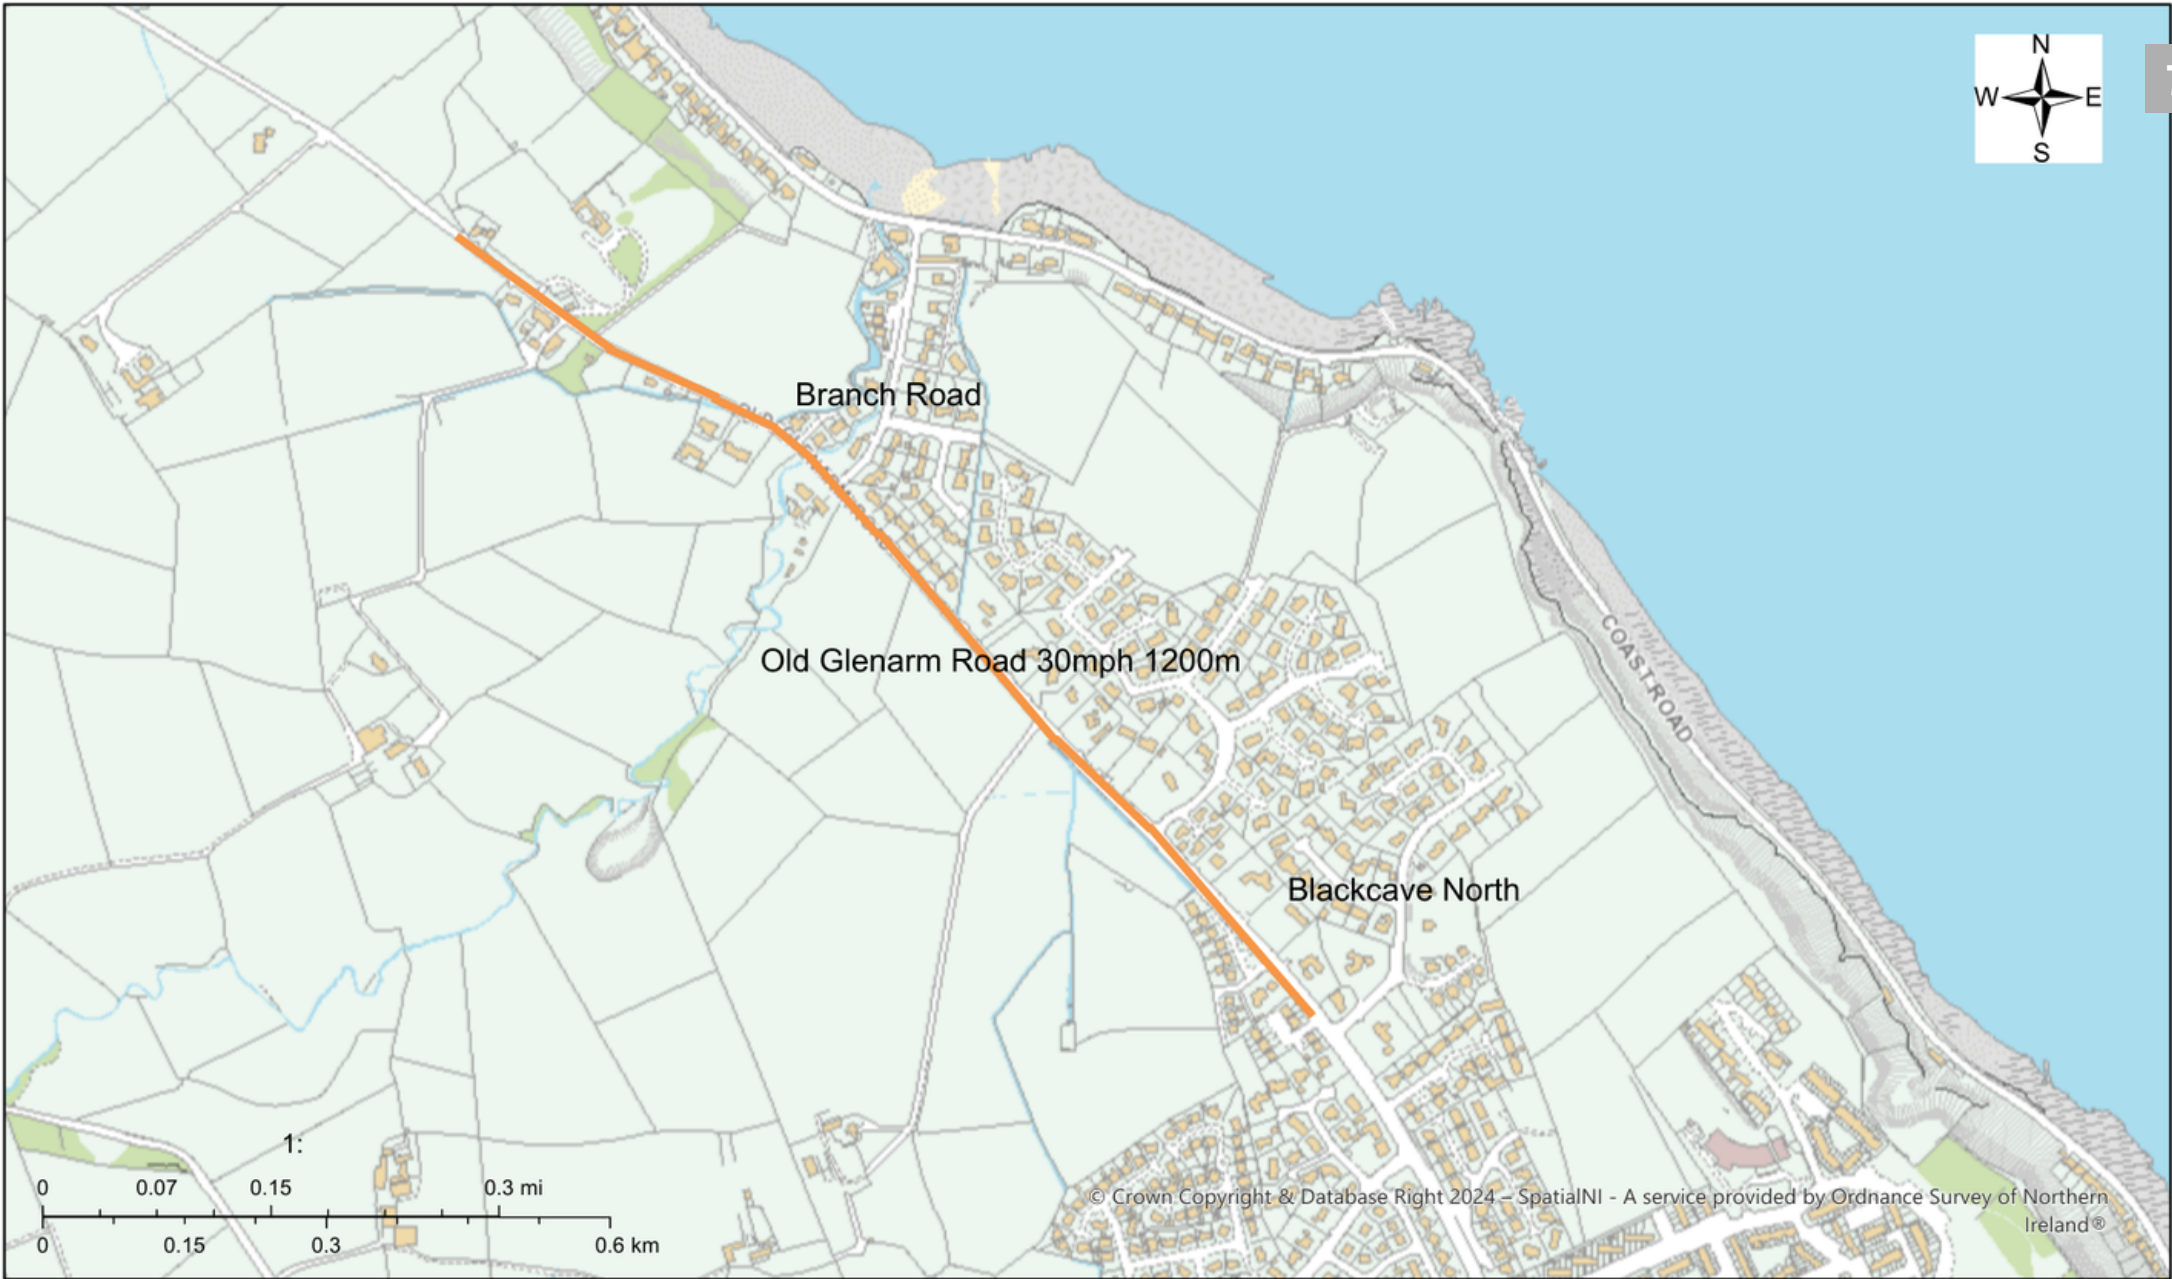 N
W E
S
Branch Road
OLD
Old Glenarm Road 30mph 1200m
COAST ROAD
Blackcave North
1:
0 0.07 0.15 0.3 mi
0 0.15 0.3 0.6 km
© Crown Copyright & Database Right 2024 – SpatialNI - A service provided by Ordnance Survey of Northern
Ireland®